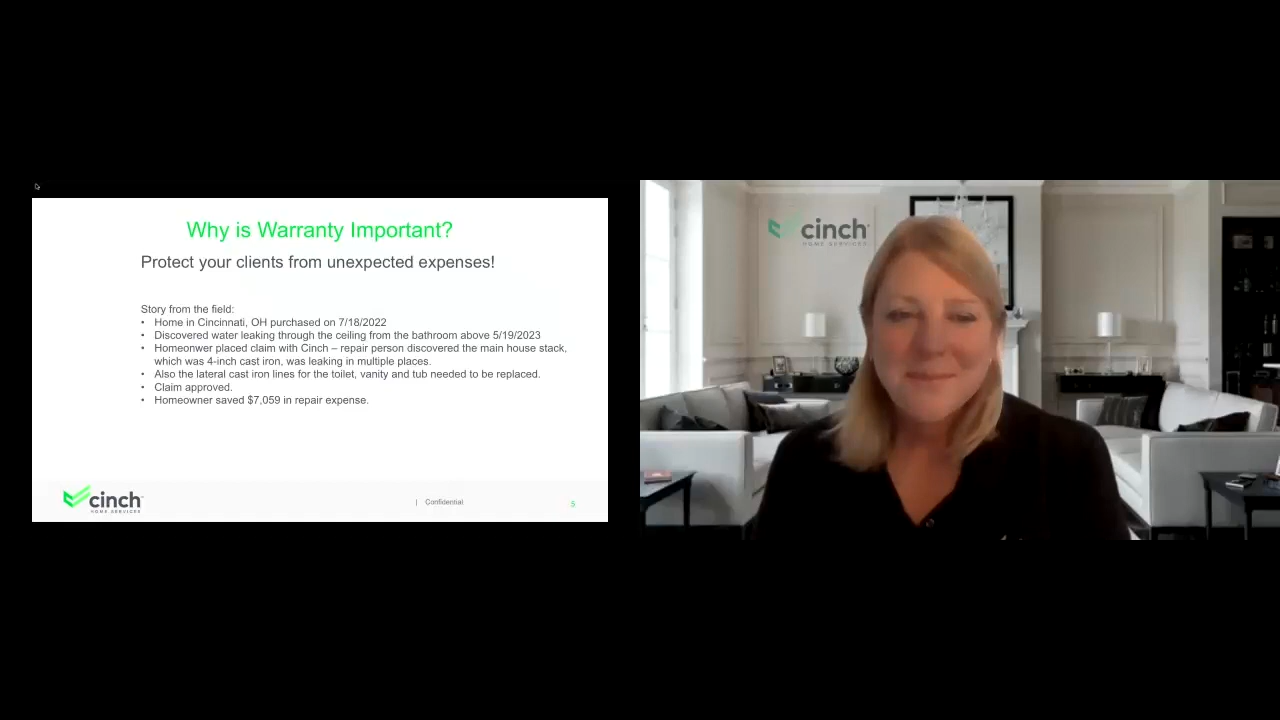 Why is Warranty Important?
Protect your clients from unexpected expenses!
Story from the field:
• Home in Cincinnati, OH purchased on 7/18/2022
• Discovered water leaking through the ceiling from the bathroom above 5/19/2023
• Homeonwer placed claim with Cinch – repair person discovered the main house stack,
which was 4-inch cast iron, was leaking in multiple places.
• Also the lateral cast iron lines for the toilet, vanity and tub needed to be replaced.
• Claim approved.
• Homeowner saved $7,059 in repair expense.
cinch
HOME SERVICES
| Confidential
5
cinch
HOME SERVICES